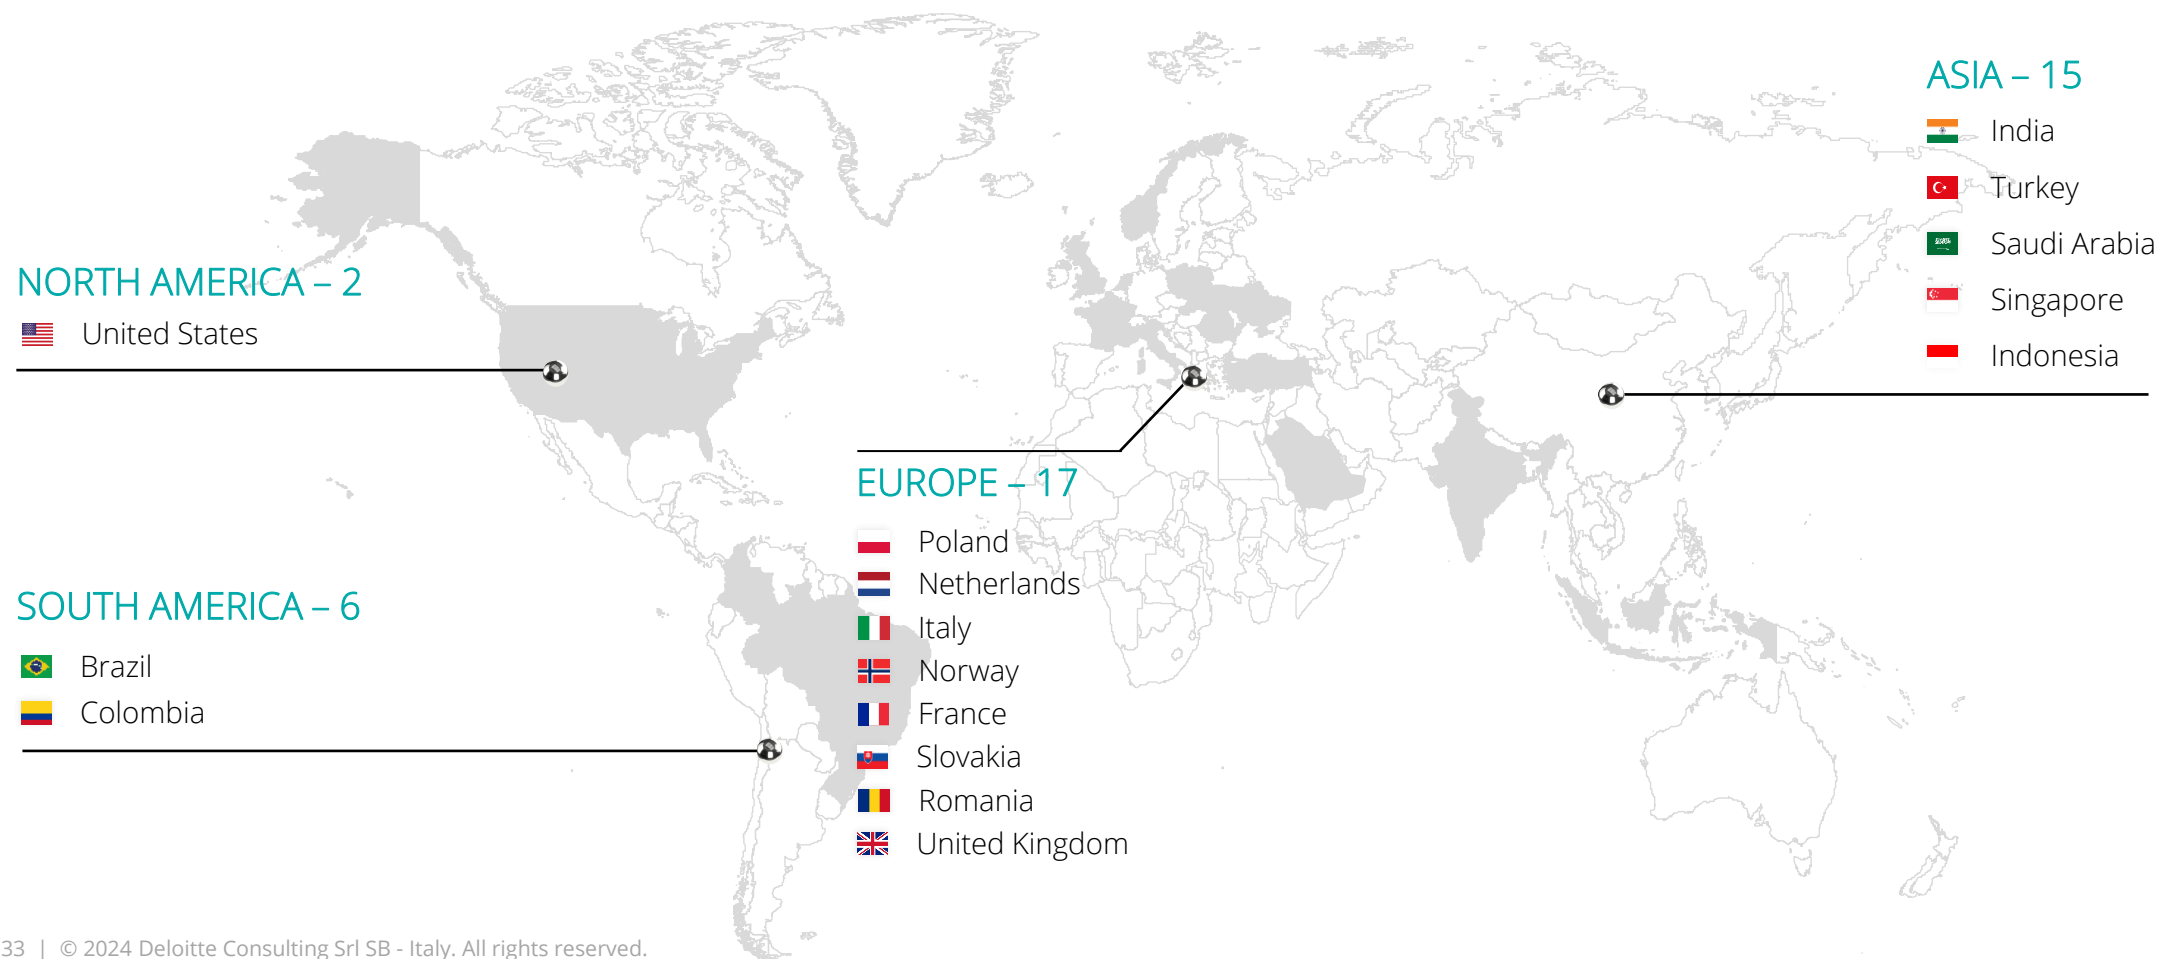 NORTH AMERICA – 2
United States
SOUTH AMERICA – 6
Brazil
Colombia
EUROPE – 17
Poland
Netherlands
Italy
Norway
France
Slovakia
Romania
United Kingdom
ASIA – 15
India
Turkey
Saudi Arabia
Singapore
Indonesia
33 | © 2024 Deloitte Consulting Srl SB - Italy. All rights reserved.